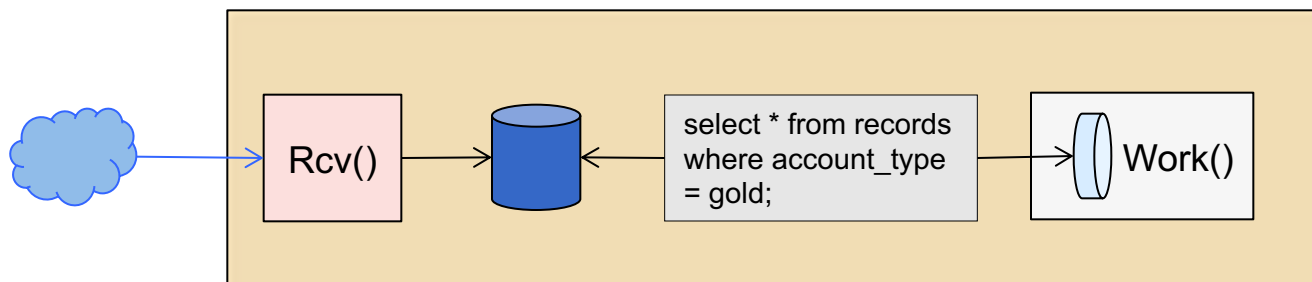 Rcv()
select * from records
where account_type
= gold;
Work()